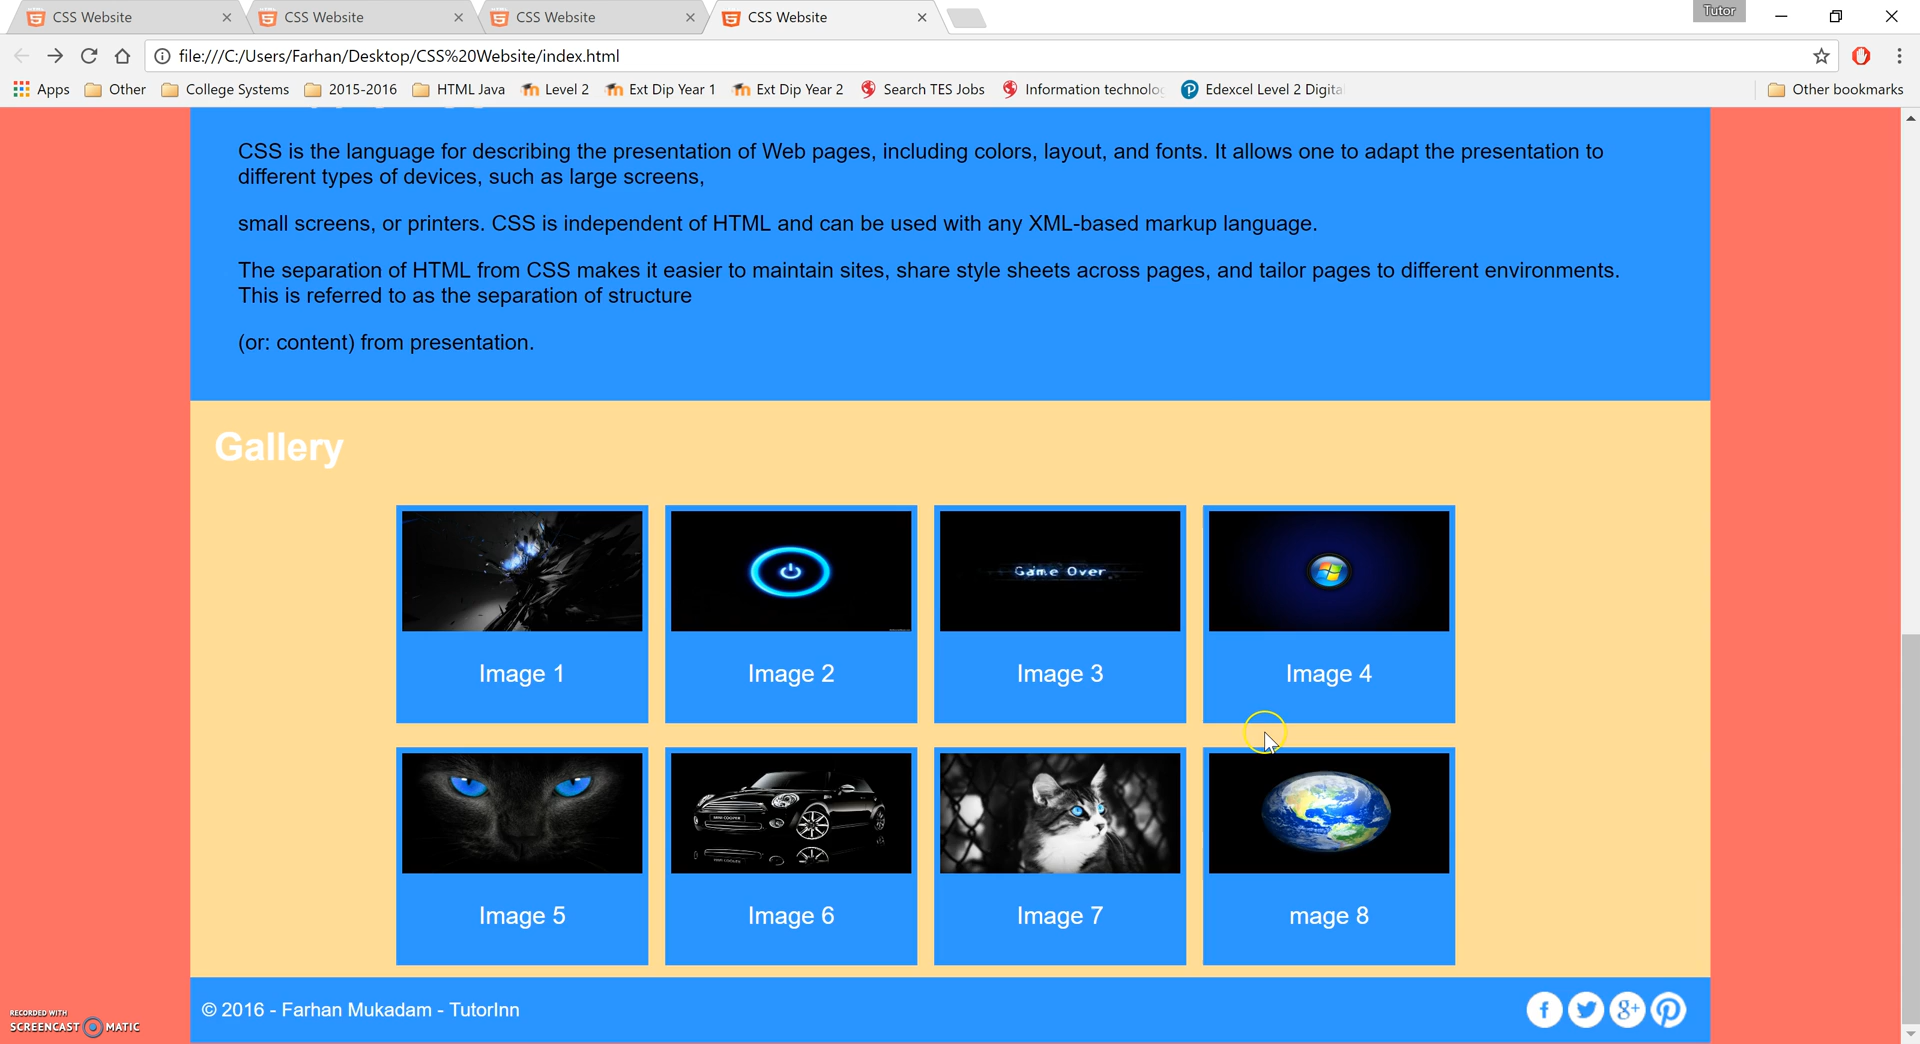 CSS Website
CSS Website
CSS Website
CSS Website
Tutor
file:///C:/Users/Farhan/Desktop/CSS%20Website/index.html
Apps Other College Systems 2015-2016 HTML Java Level 2 Ext Dip Year 1 Ext Dip Year 2 Search TES Jobs Information technolo Edexcel Level 2 Digita Other bookmarks
CSS is the language for describing the presentation of Web pages, including colors, layout, and fonts. It allows one to adapt the presentation to
different types of devices, such as large screens,
small screens, or printers. CSS is independent of HTML and can be used with any XML-based markup language.
The separation of HTML from CSS makes it easier to maintain sites, share style sheets across pages, and tailor pages to different environments.
This is referred to as the separation of structure
(or: content) from presentation.
Gallery
Game Over
Image 1
Image 2
Image 3
Image 4
MINI COOPER
Image 5
Image 6
Image 7
mage 8
© 2016 - Farhan Mukadam - TutorInn
f g+
RECORDED WITH
SCREENCAST MATIC